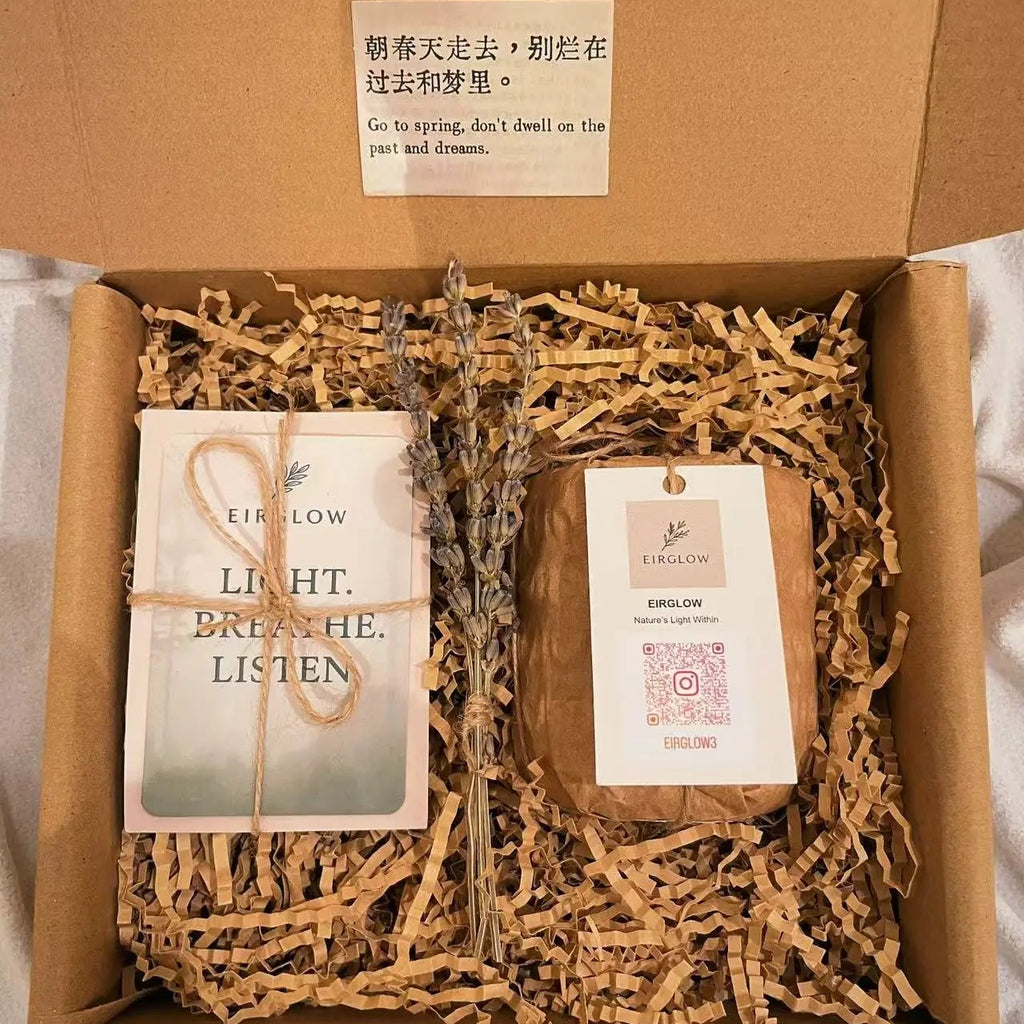 朝春天走去，别烂在
过去和梦里。
Go to spring, don't dwell on the
past and dreams.
EIRGLOW
LIGHT.
BREATHE.
LISTEN
EIRGLOW
EIRGLOW
Nature's Light Within
EIRGLOW3